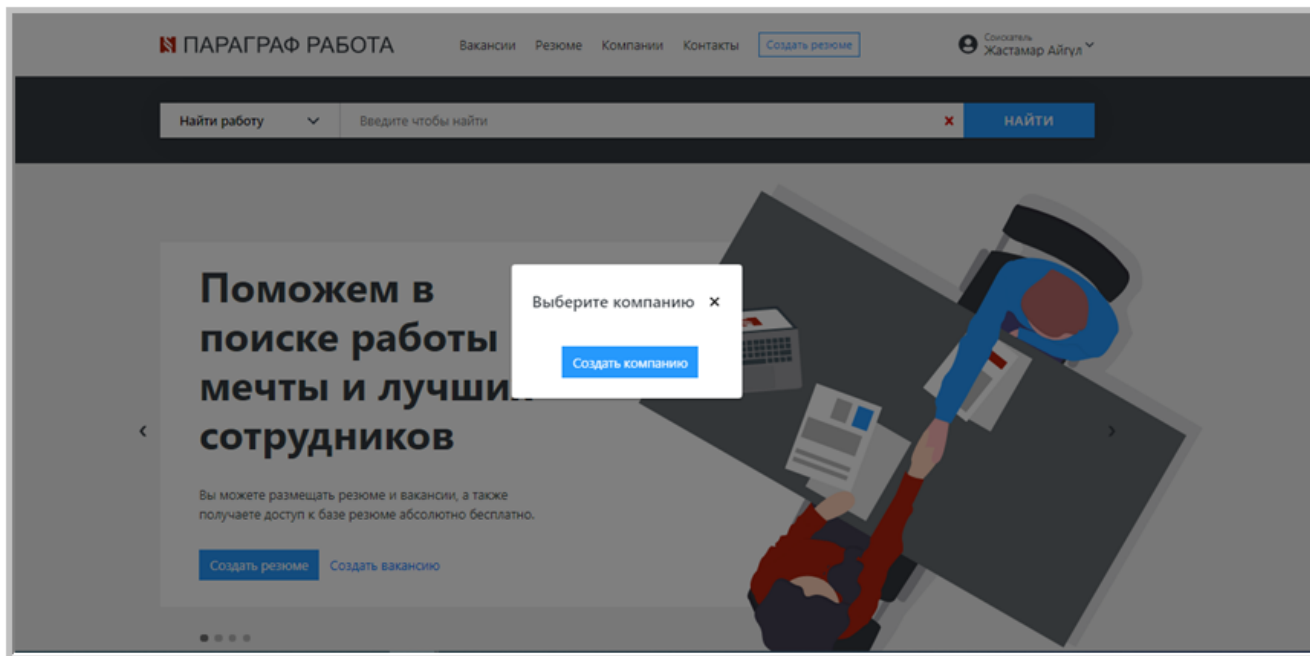 ПАРАГРАФ РАБОТА
Вакансии Резюме Компании Контакты Создать резюме
Соискатель
Жастамар Айгул
Найти работу Введите чтобы найти НАЙТИ
Выберите компанию
Создать компанию
Поможем в
поиске работы
мечты и лучших
сотрудников
Вы можете размещать резюме и вакансии, а также
получаете доступ к базе резюме абсолютно бесплатно.
Создать резюме Создать вакансию